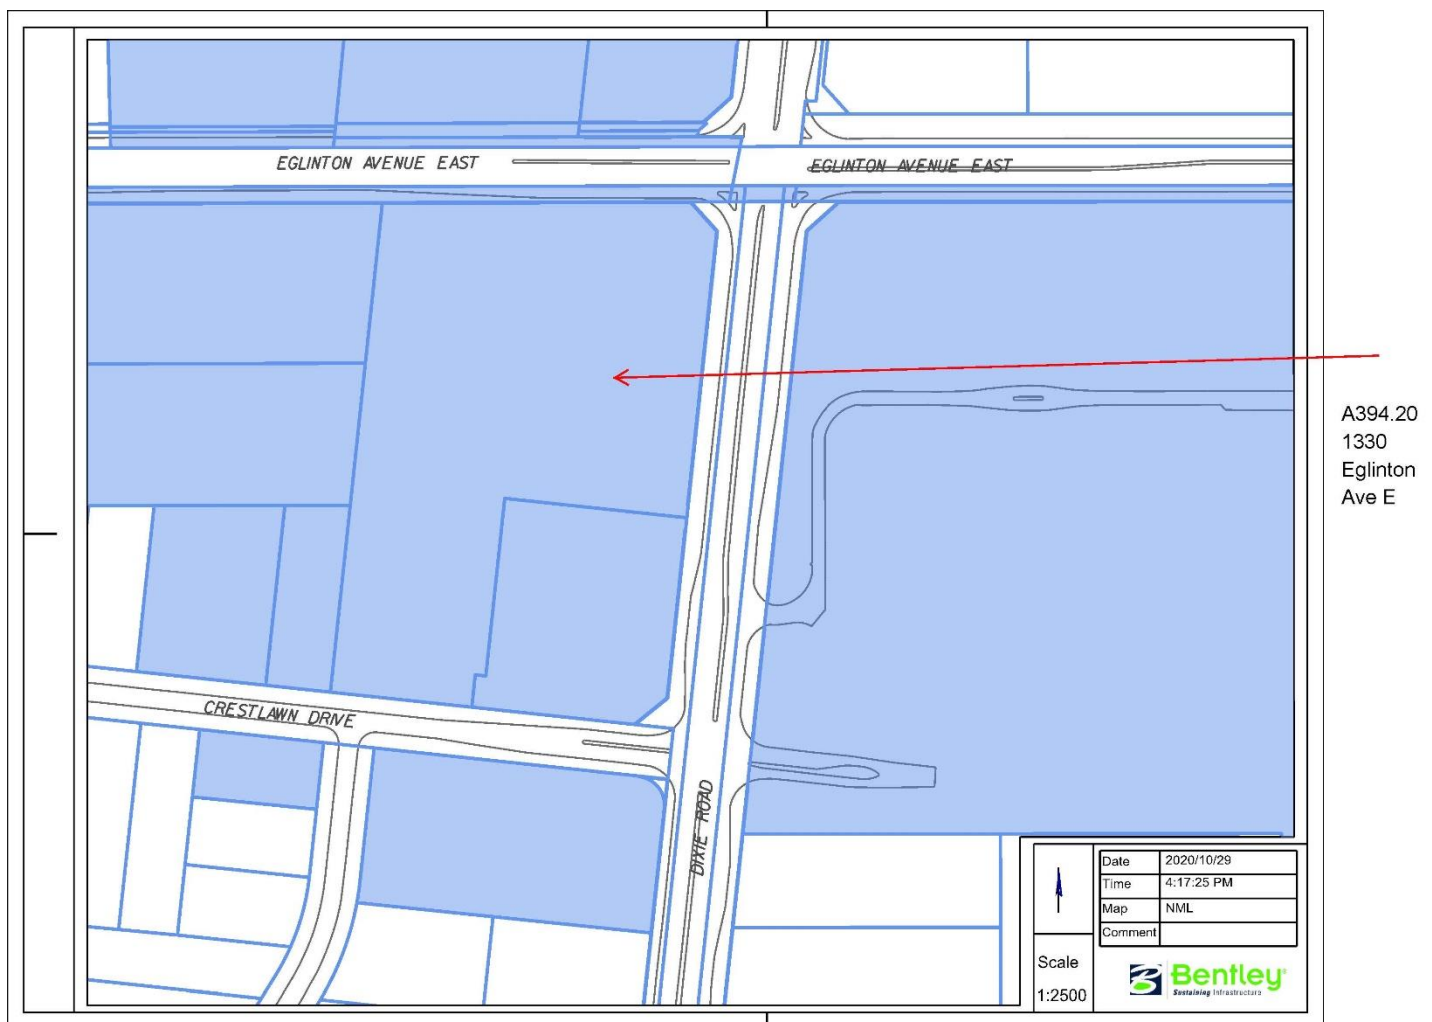 EGLINTON AVENUE EAST
EGLINTON AVENUE EAST
A394.20
1330
Eglinton
Ave E
CRESTLAWN DRIVE
DIXIE ROAD
Date 2020/10/29
Time 4:17:25 PM
Map NML
Comment
Scale
1:2500
Bentley
Sustaining Infrastructure